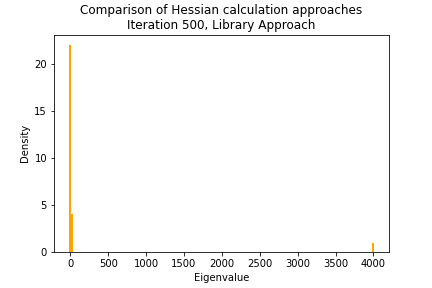 Comparison of Hessian calculation approaches
Iteration 500, Library Approach
Density
20
15
10
5
0
0 500 1000 1500 2000 2500 3000 3500 4000
Eigenvalue